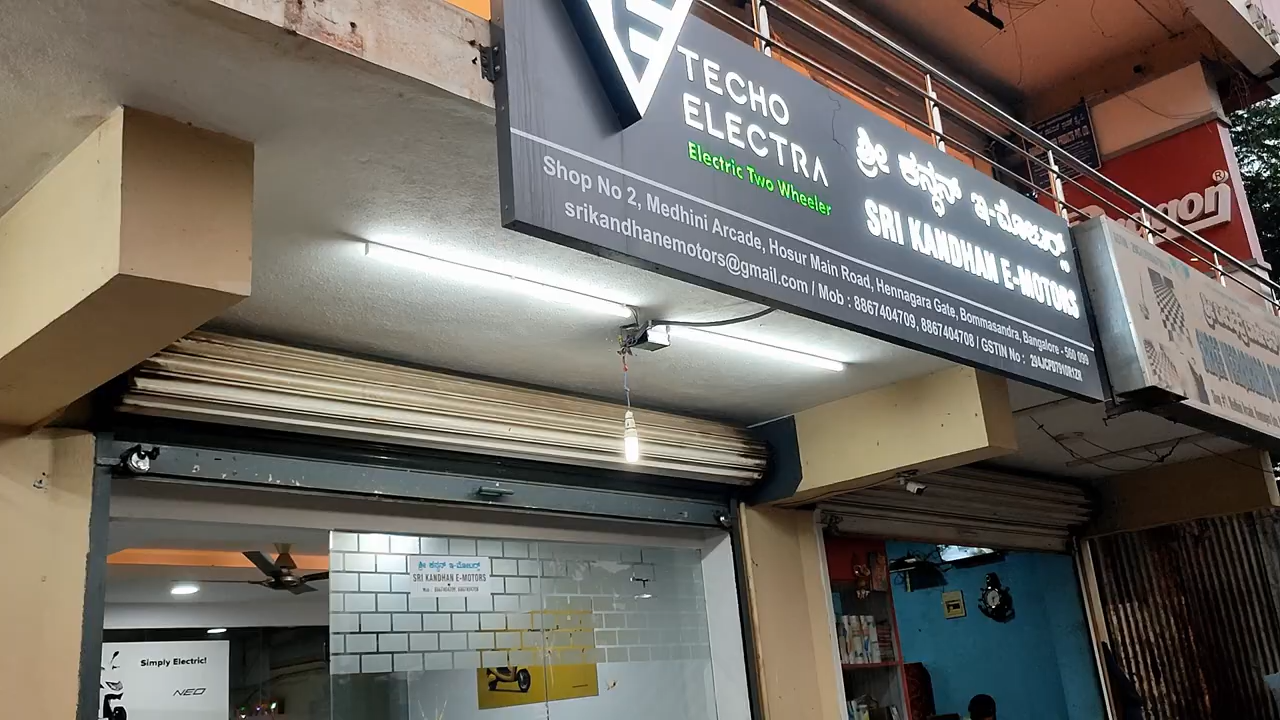 TECHO
ELECTRA
Electric Two Wheeler
ಶ್ರೀ ಕಂದನ್ ಇ-ಮೋಟರ್ಸ್
SRI KANDHAN E-MOTORS
Shop No 2, Medhini Arcade, Hosur Main Road, Hennagara Gate, Bommasandra, Bangalore - 560 099
srikandhanemotors@gmail.com / Mob : 8867404709, 8867404708 / GSTIN No :
SRI KANDHAN E-MOTORS
Simply Electric!
NEO